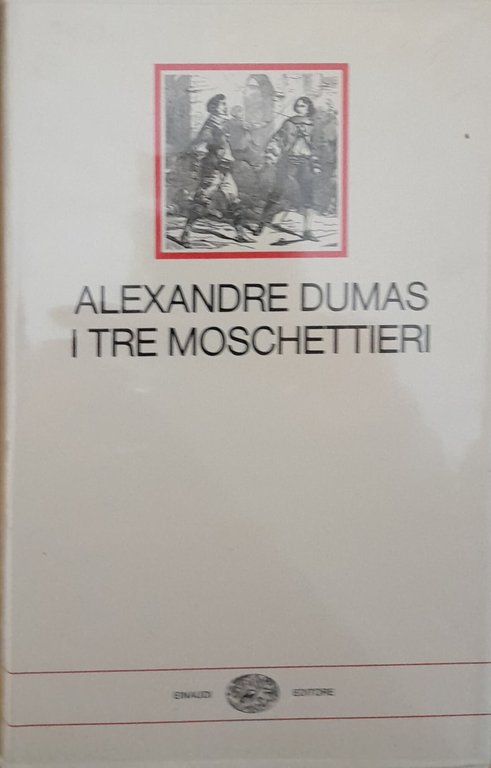 ALEXANDRE DUMAS
I TRE MOSCHETTIERI
EINAUDI EDITORE